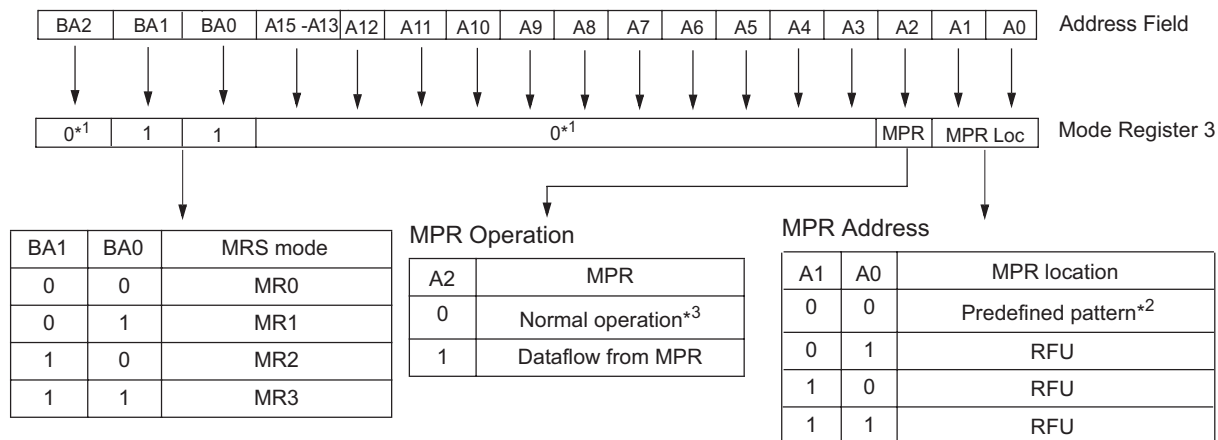 BA2 BA1 BA0 A15 -A13 A12 A11 A10 A9 A8 A7 A6 A5 A4 A3 A2 A1 A0 Address Field
0*1 1 1 0*1 MPR MPR Loc Mode Register 3
BA1 BA0 MRS mode
0 0 MR0
0 1 MR1
1 0 MR2
1 1 MR3
MPR Operation
A2 MPR
0 Normal operation*3
1 Dataflow from MPR
MPR Address
A1 A0 MPR location
0 0 Predefined pattern*2
0 1 RFU
1 0 RFU
1 1 RFU